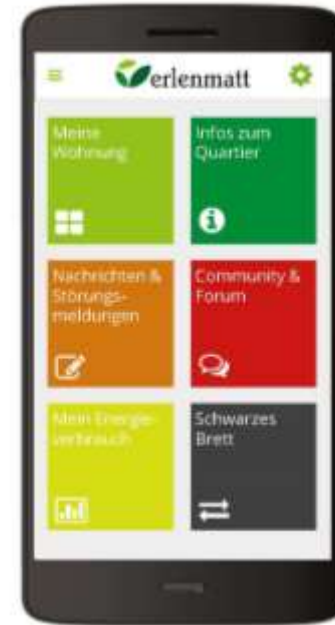 erlenmatt
Meine
Wohnung
Infos zum
Quartier
Nachrichten &
Störungs-
meldungen
Community &
Forum
Mein Energie-
verbrauch
Schwarzes
Brett